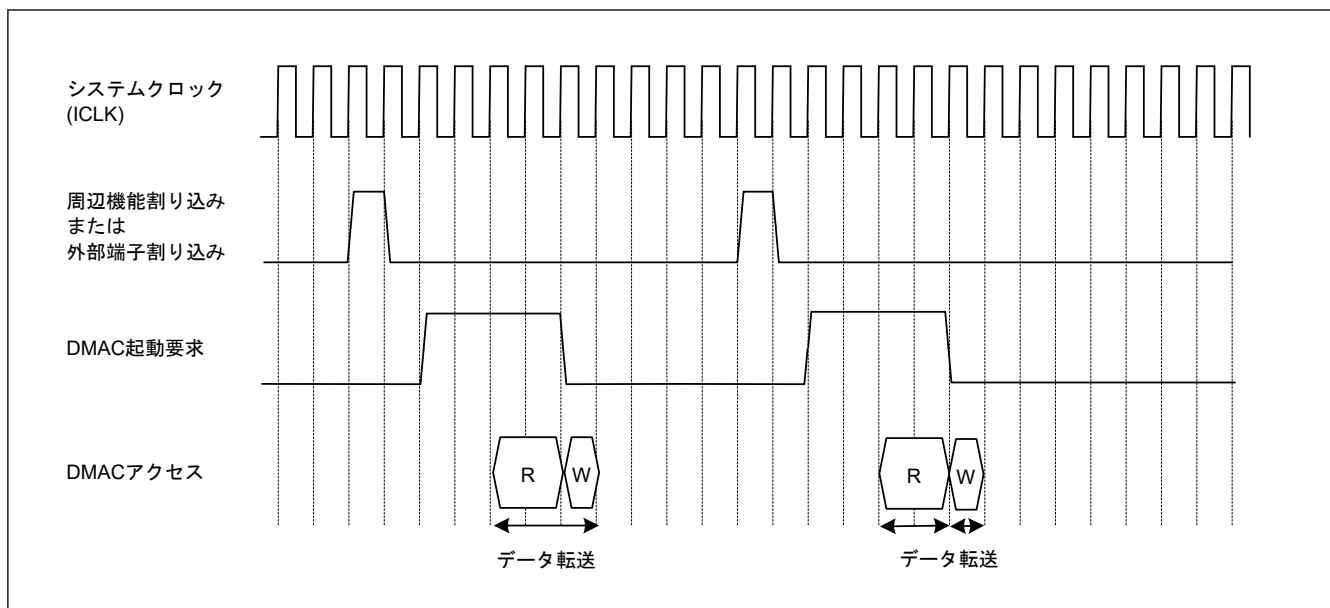 システムクロック
(ICLK)
周辺機能割り込み
または
外部端子割り込み
DMAC起動要求
DMACアクセス
R
W
R
W
データ転送
データ転送